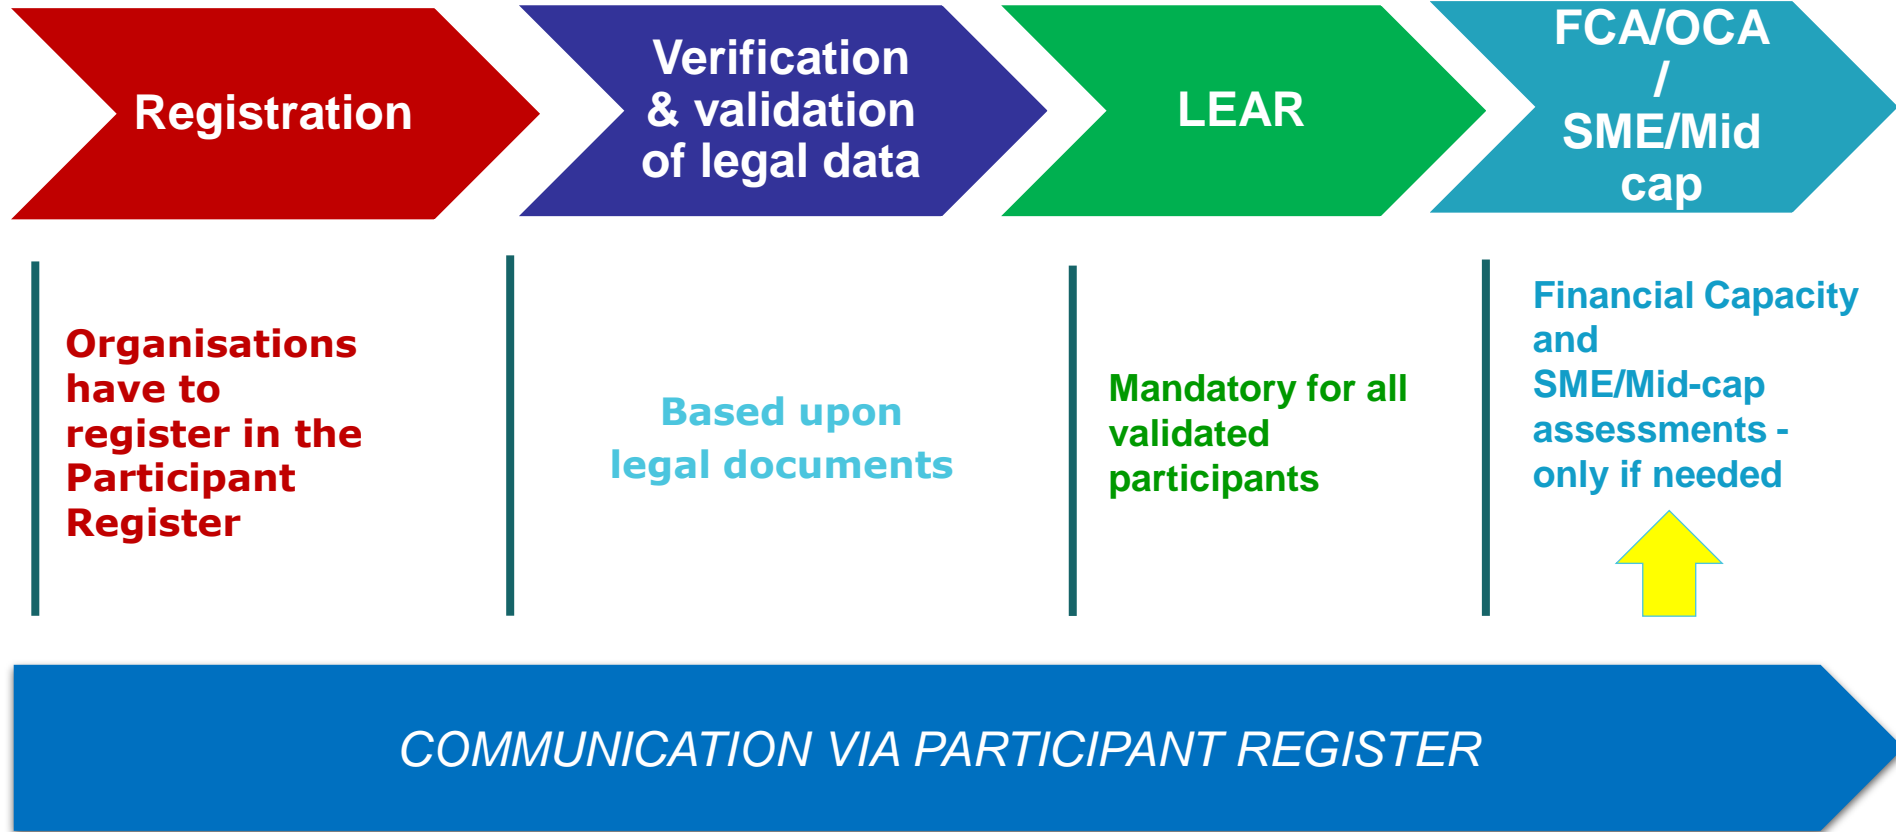 Registration
Verification
& validation
of legal data
LEAR
FCA/OCA
/
SME/Mid
cap
Organisations
have to
register in the
Participant
Register
Based upon
legal documents
Mandatory for all
validated
participants
Financial Capacity
and
SME/Mid-cap
assessments -
only if needed
COMMUNICATION VIA PARTICIPANT REGISTER